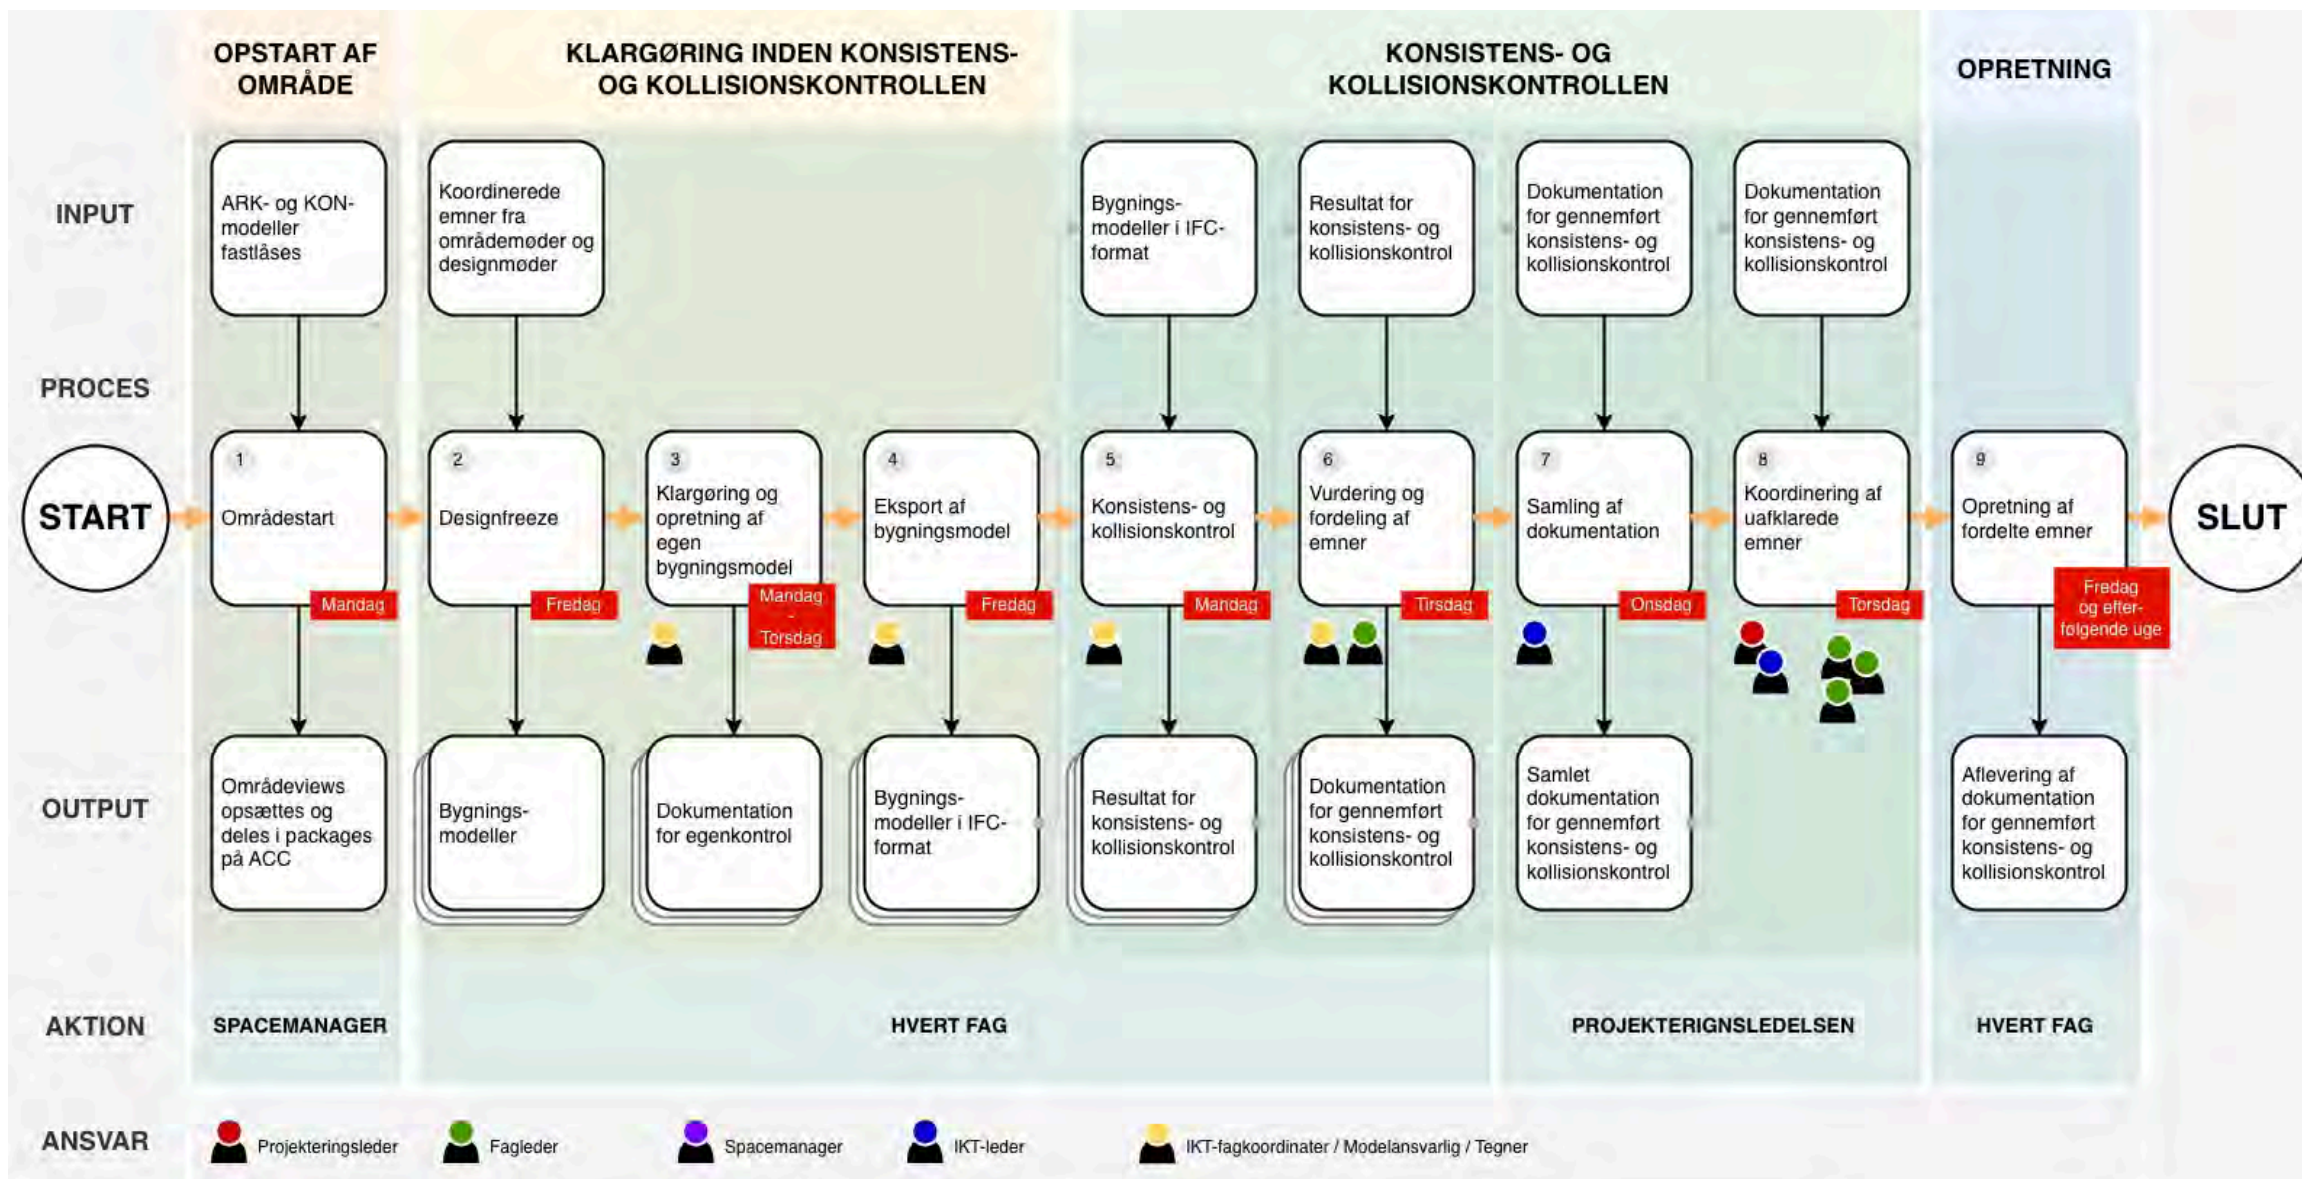 OPSTART AF
OMRÅDE
KLARGØRING INDEN KONSISTENS-
OG KOLLISIONSKONTROLLEN
KONSISTENS- OG
KOLLISIONSKONTROLLEN
OPRETNING
INPUT
ARK- og KON-
modeller
fastlåses
Koordinerede
emner fra
områdemøder og
designmøder
Bygnings-
modeller i IFC-
format
Resultat for
konsistens- og
kollisionskontrol
Dokumentation
for gennemført
konsistens- og
kollisionskontrol
Dokumentation
for gennemført
konsistens- og
kollisionskontrol
PROCES
START
1
Områdestart
Mandag
2
Designfreeze
Fredag
3
Klargøring og
opretning af
egen
bygningsmodel
Mandag
-
Torsdag
4
Eksport af
bygningsmodel
Fredag
5
Konsistens- og
kollisionskontrol
Mandag
6
Vurdering og
fordeling af
emner
Tirsdag
7
Samling af
dokumentation
Onsdag
8
Koordinering af
uafklarede
emner
Torsdag
9
Opretning af
fordelte emner
Fredag
og efter-
følgende uge
SLUT
OUTPUT
Områdeviews
opsættes og
deles i packages
på ACC
Bygnings-
modeller
Dokumentation
for egenkontrol
Bygnings-
modeller i IFC-
format
Resultat for
konsistens- og
kollisionskontrol
Dokumentation
for gennemført
konsistens- og
kollisionskontrol
Samlet
dokumentation
for gennemført
konsistens- og
kollisionskontrol
Aflevering af
dokumentation
for gennemført
konsistens- og
kollisionskontrol
AKTION
SPACEMANAGER
HVERT FAG
PROJEKTERIGNSLEDELSEN
HVERT FAG
ANSVAR
Projekteringsleder
Fagleder
Spacemanager
IKT-leder
IKT-fagkoordinater / Modelansvarlig / Tegner